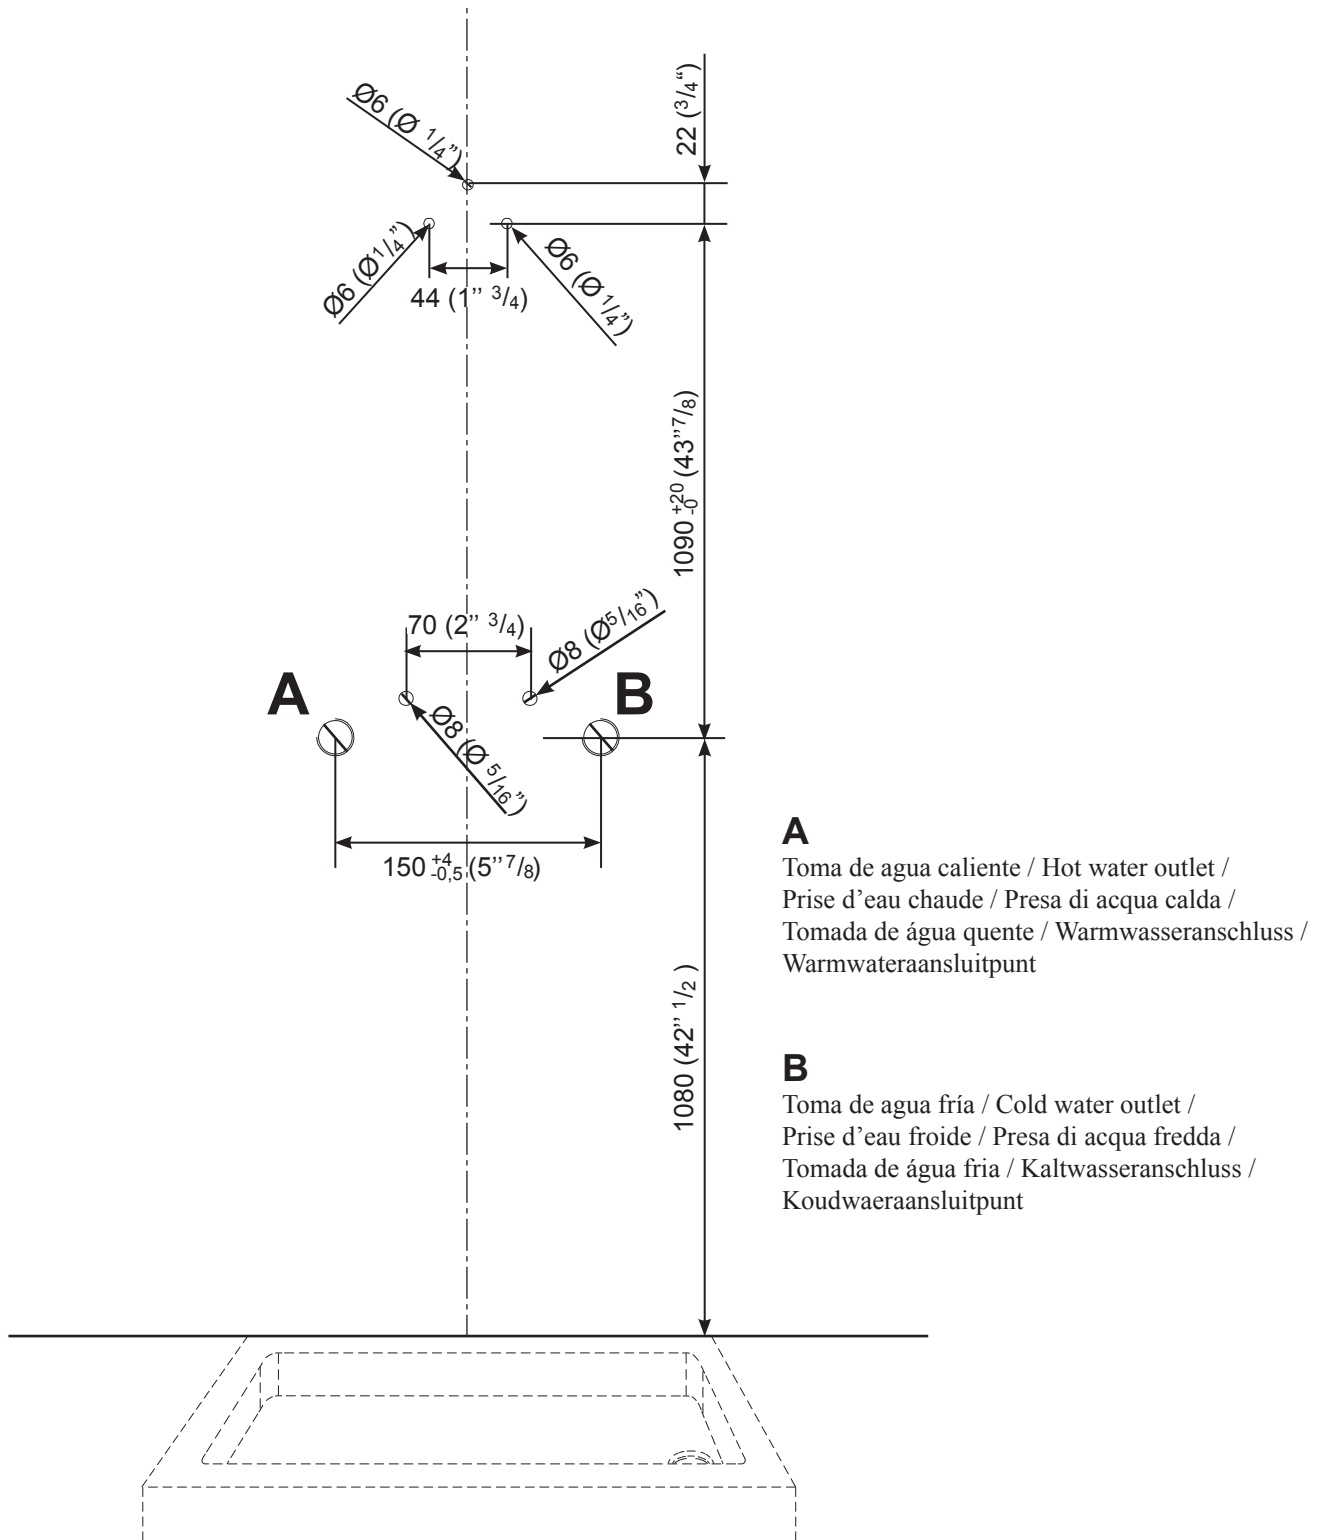 Ø6 (Ø 1/4”)
22 (3/4“)
Ø6 (Ø1/4”)
Ø6 (Ø 1/4”)
44 (1” 3/4)
1090 +20 -0 (43”7/8)
70 (2” 3/4)
Ø8 (Ø5/16”)
A
B
Ø8 (Ø 5/16”)
150 +4 -0,5 (5” 7/8)
1080 (42” 1/2 )
A
Toma de agua caliente / Hot water outlet /
Prise d’eau chaude / Presa di acqua calda /
Tomada de água quente / Warmwasseranschluss /
Warmwateraansluitpunt
B
Toma de agua fría / Cold water outlet /
Prise d’eau froide / Presa di acqua fredda /
Tomada de água fria / Kaltwasseranschluss /
Koudwaeraansluitpunt